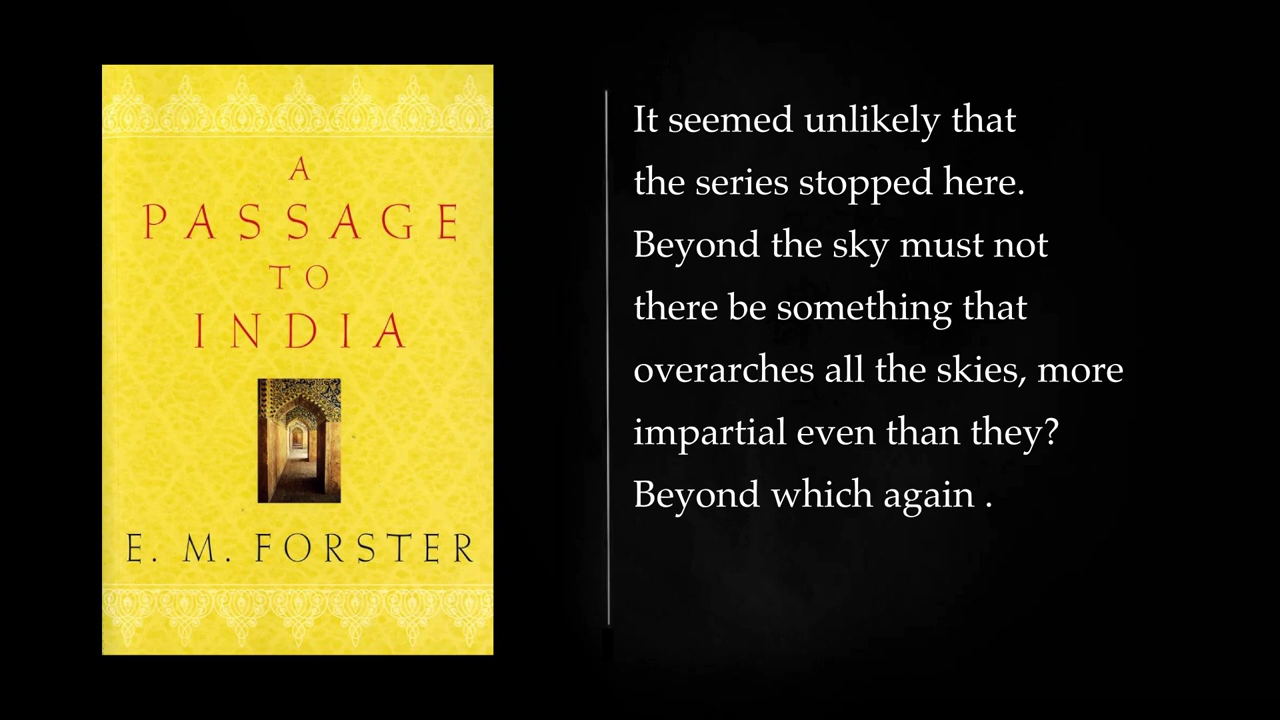 A
PASSAGE
TO
INDIA
E. M. FORSTER
It seemed unlikely that
the series stopped here.
Beyond the sky must not
there be something that
overarches all the skies, more
impartial even than they?
Beyond which again .